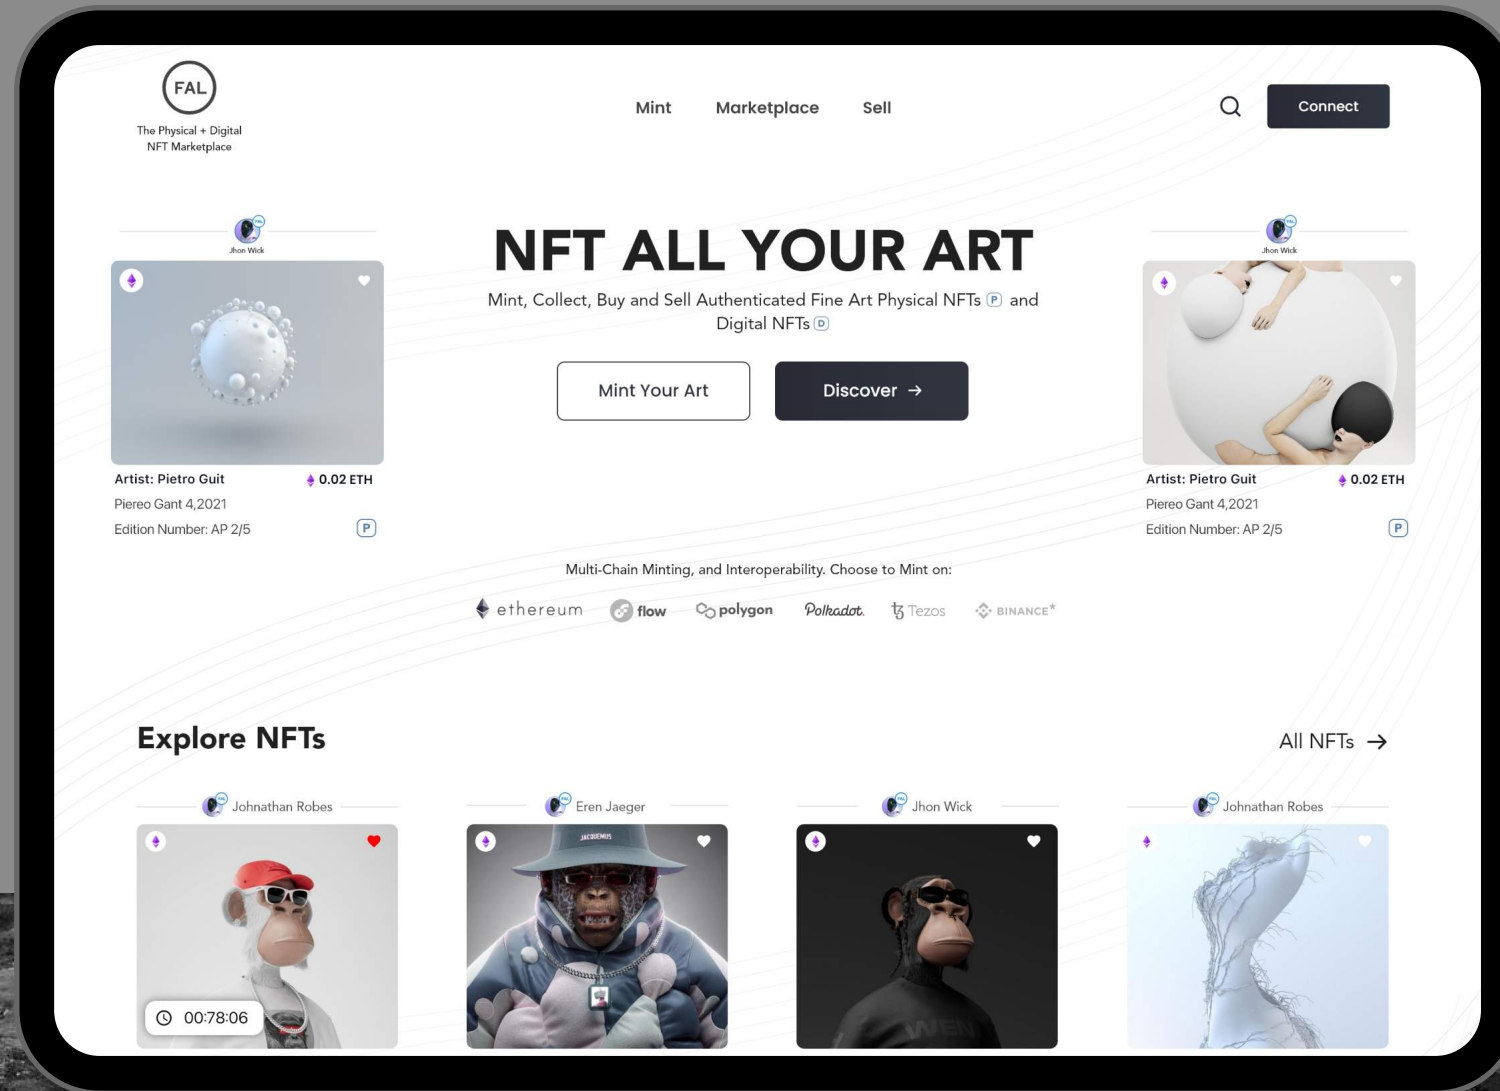 FAL
The Physical + Digital
NFT Marketplace
Mint
Marketplace
Sell
Connect
Jhon Wick
Artist: Pietro Guit
0.02 ETH
Piereo Gant 4,2021
Edition Number: AP 2/5
P
NFT ALL YOUR ART
Mint, Collect, Buy and Sell Authenticated Fine Art Physical NFTs P and
Digital NFTs D
Mint Your Art
Discover →
Jhon Wick
Artist: Pietro Guit
0.02 ETH
Piereo Gant 4,2021
Edition Number: AP 2/5
P
Multi-Chain Minting, and Interoperability. Choose to Mint on:
ethereum
flow
polygon
Polkadot.
Tezos
BINANCE*
Explore NFTs
All NFTs →
Johnathan Robes
Eren Jaeger
Jhon Wick
Johnathan Robes
00:78:06
JACQUEMUS
WEN